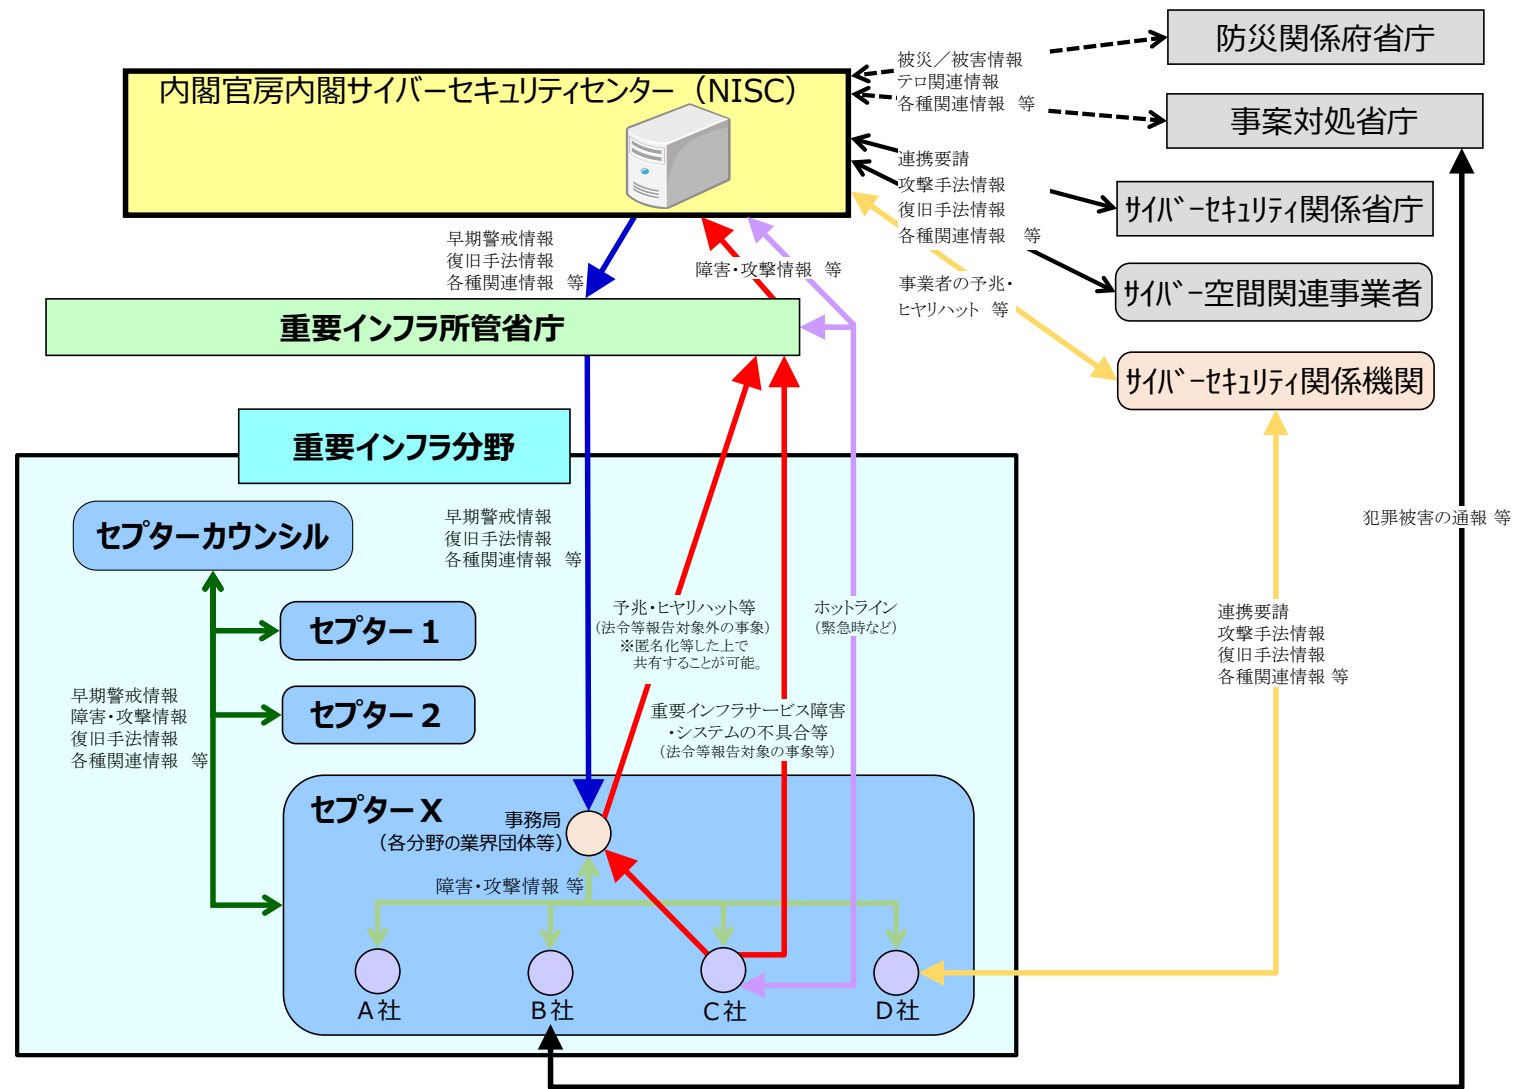 防災関係府省庁
被災／被害情報
テロ関連情報
各種関連情報　等
内閣官房内閣サイバーセキュリティセンター（NISC）
事案対処省庁
連携要請
攻撃手法情報
復旧手法情報
各種関連情報　等
ｻｲﾊﾞｰｾｷｭﾘﾃｨ関係省庁
早期警戒情報
復旧手法情報
各種関連情報　等
障害・攻撃情報　等
事業者の予兆・
ヒヤリハット　等
ｻｲﾊﾞｰ空間関連事業者
重要インフラ所管省庁
ｻｲﾊﾞｰｾｷｭﾘﾃｨ関係機関
重要インフラ分野
セプターカウンシル
早期警戒情報
復旧手法情報
各種関連情報　等
犯罪被害の通報 等
セプター１
予兆・ヒヤリハット等
（法令等報告対象外の事象）
※匿名化等した上で
共有することが可能。
ホットライン
（緊急時など）
連携要請
攻撃手法情報
復旧手法情報
各種関連情報 等
早期警戒情報
障害・攻撃情報
復旧手法情報
各種関連情報　等
セプター２
重要インフラサービス障害
・システムの不具合等
（法令等報告対象の事象等）
セプターX
事務局
（各分野の業界団体等）
障害・攻撃情報 等
A社
B社
C社
D社